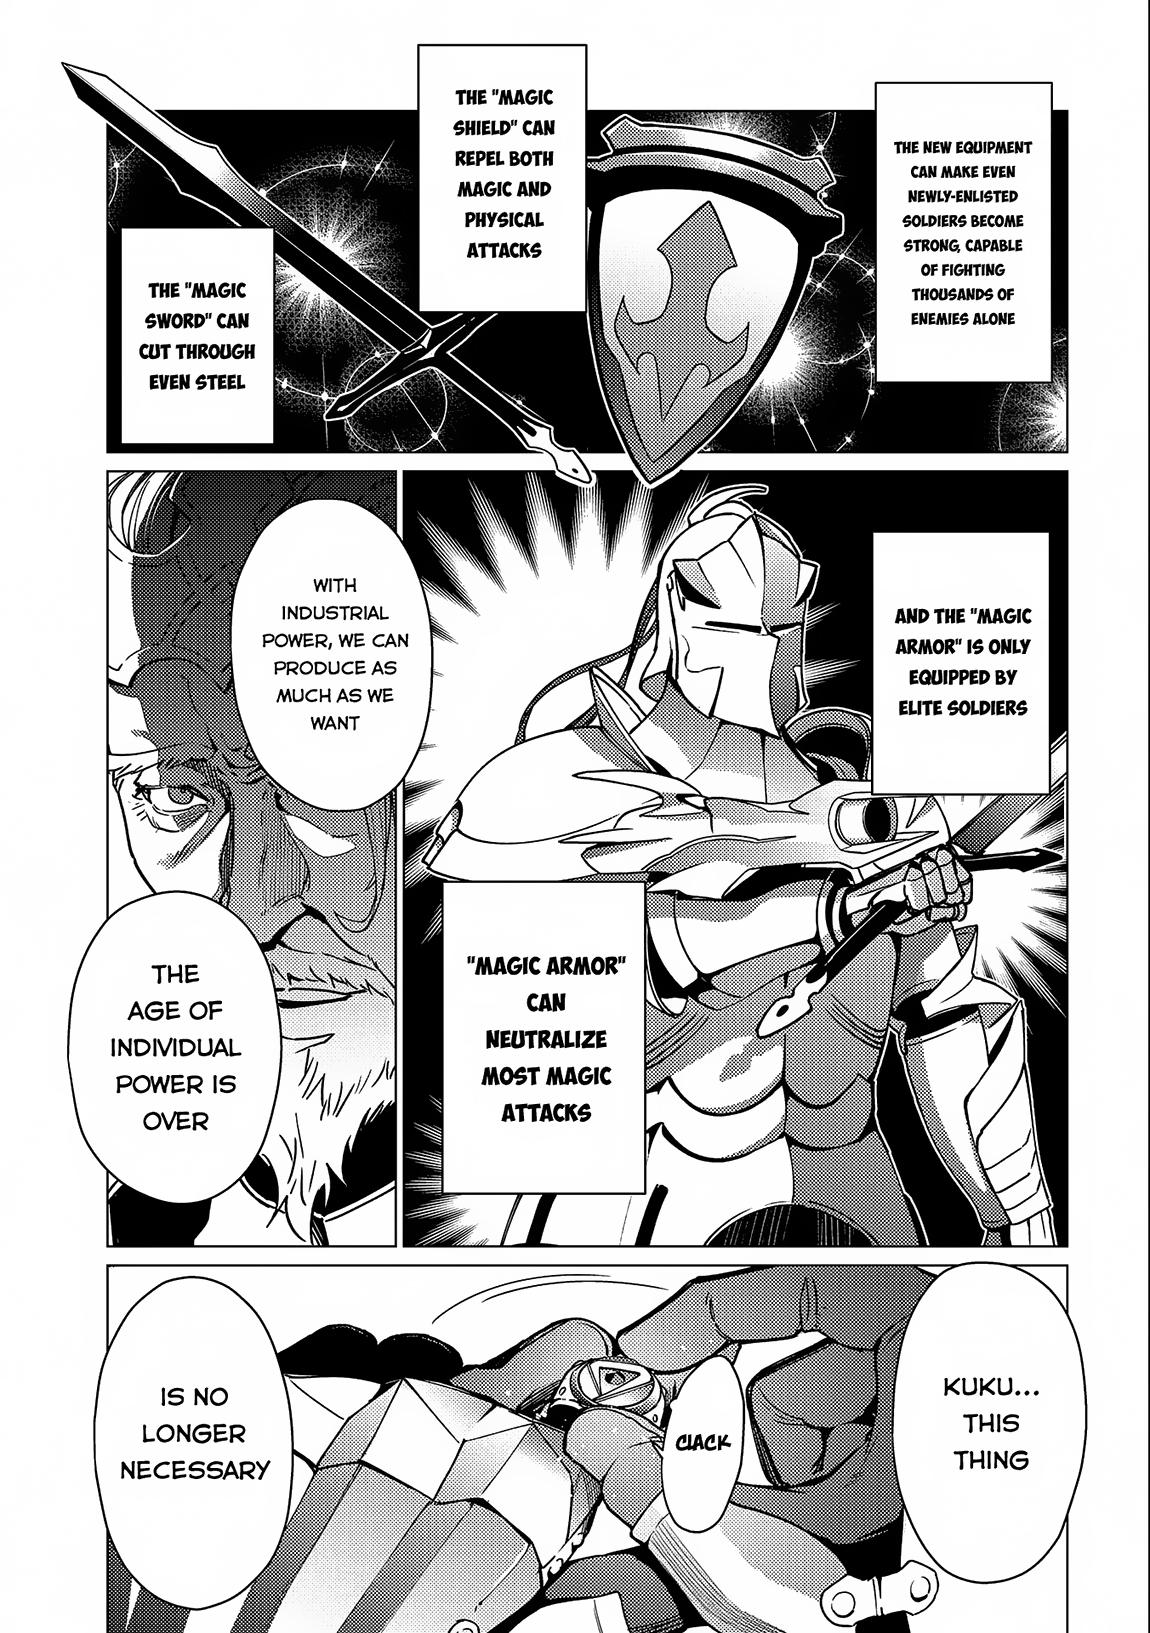 THE NEW EQUIPMENT
CAN MAKE EVEN
NEWLY-ENLISTED
SOLDIERS BECOME
STRONG, CAPABLE
OF FIGHTING
THOUSANDS OF
ENEMIES ALONE
THE "MAGIC
SHIELD" CAN
REPEL BOTH
MAGIC AND
PHYSICAL
ATTACKS
THE "MAGIC
SWORD" CAN
CUT THROUGH
EVEN STEEL
AND THE "MAGIC
ARMOR" IS ONLY
EQUIPPED BY
ELITE SOLDIERS
"MAGIC ARMOR"
CAN
NEUTRALIZE
MOST MAGIC
ATTACKS
WITH
INDUSTRIAL
POWER, WE CAN
PRODUCE AS
MUCH AS WE
WANT
THE
AGE OF
INDIVIDUAL
POWER IS
OVER
KUKU...
THIS
THING
CLACK
IS NO
LONGER
NECESSARY